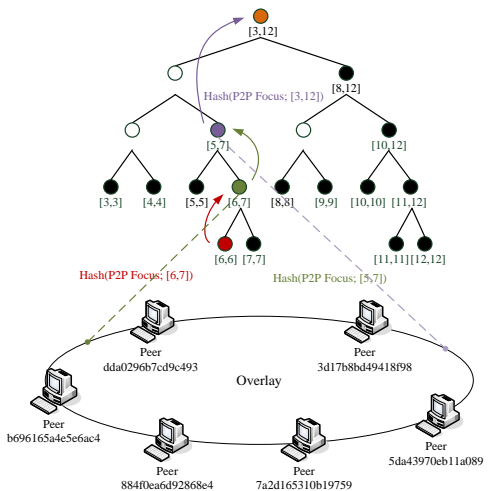 [3,12]
[8,12]
Hash(P2P Focus; [3,12])
[5,7]
[10,12]
[3,3]
[4,4]
[5,5]
[6,7]
[8,8]
[9,9]
[10,10]
[11,12]
[6,6]
[7,7]
[11,11]
[12,12]
Hash(P2P Focus; [6,7])
Hash(P2P Focus; [5,7])
Peer
dda0296b7cd9c493
Peer
3d17b8bd49418f98
Overlay
Peer
b696165a4e5e6ac4
Peer
884f0ea6d92868e4
Peer
7a2d165310b19759
Peer
5da43970eb11a089